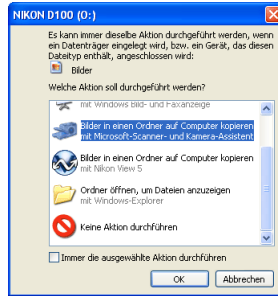 NIKON D100 (O:)
Es kann immer dieselbe Aktion durchgeführt werden, wenn
ein Datenträger eingelegt wird, bzw. ein Gerät, das diesen
Dateityp enthält, angeschlossen wird:
Bilder
Welche Aktion soll durchgeführt werden?
mit Windows Bild- und Faxanzeige
Bilder in einen Ordner auf Computer kopieren
mit Microsoft-Scanner- und Kamera-Assistent
Bilder in einen Ordner auf Computer kopieren
mit Nikon View 5
Ordner öffnen, um Dateien anzuzeigen
mit Windows-Explorer
Keine Aktion durchführen
Immer die ausgewählte Aktion durchführen
OK
Abbrechen